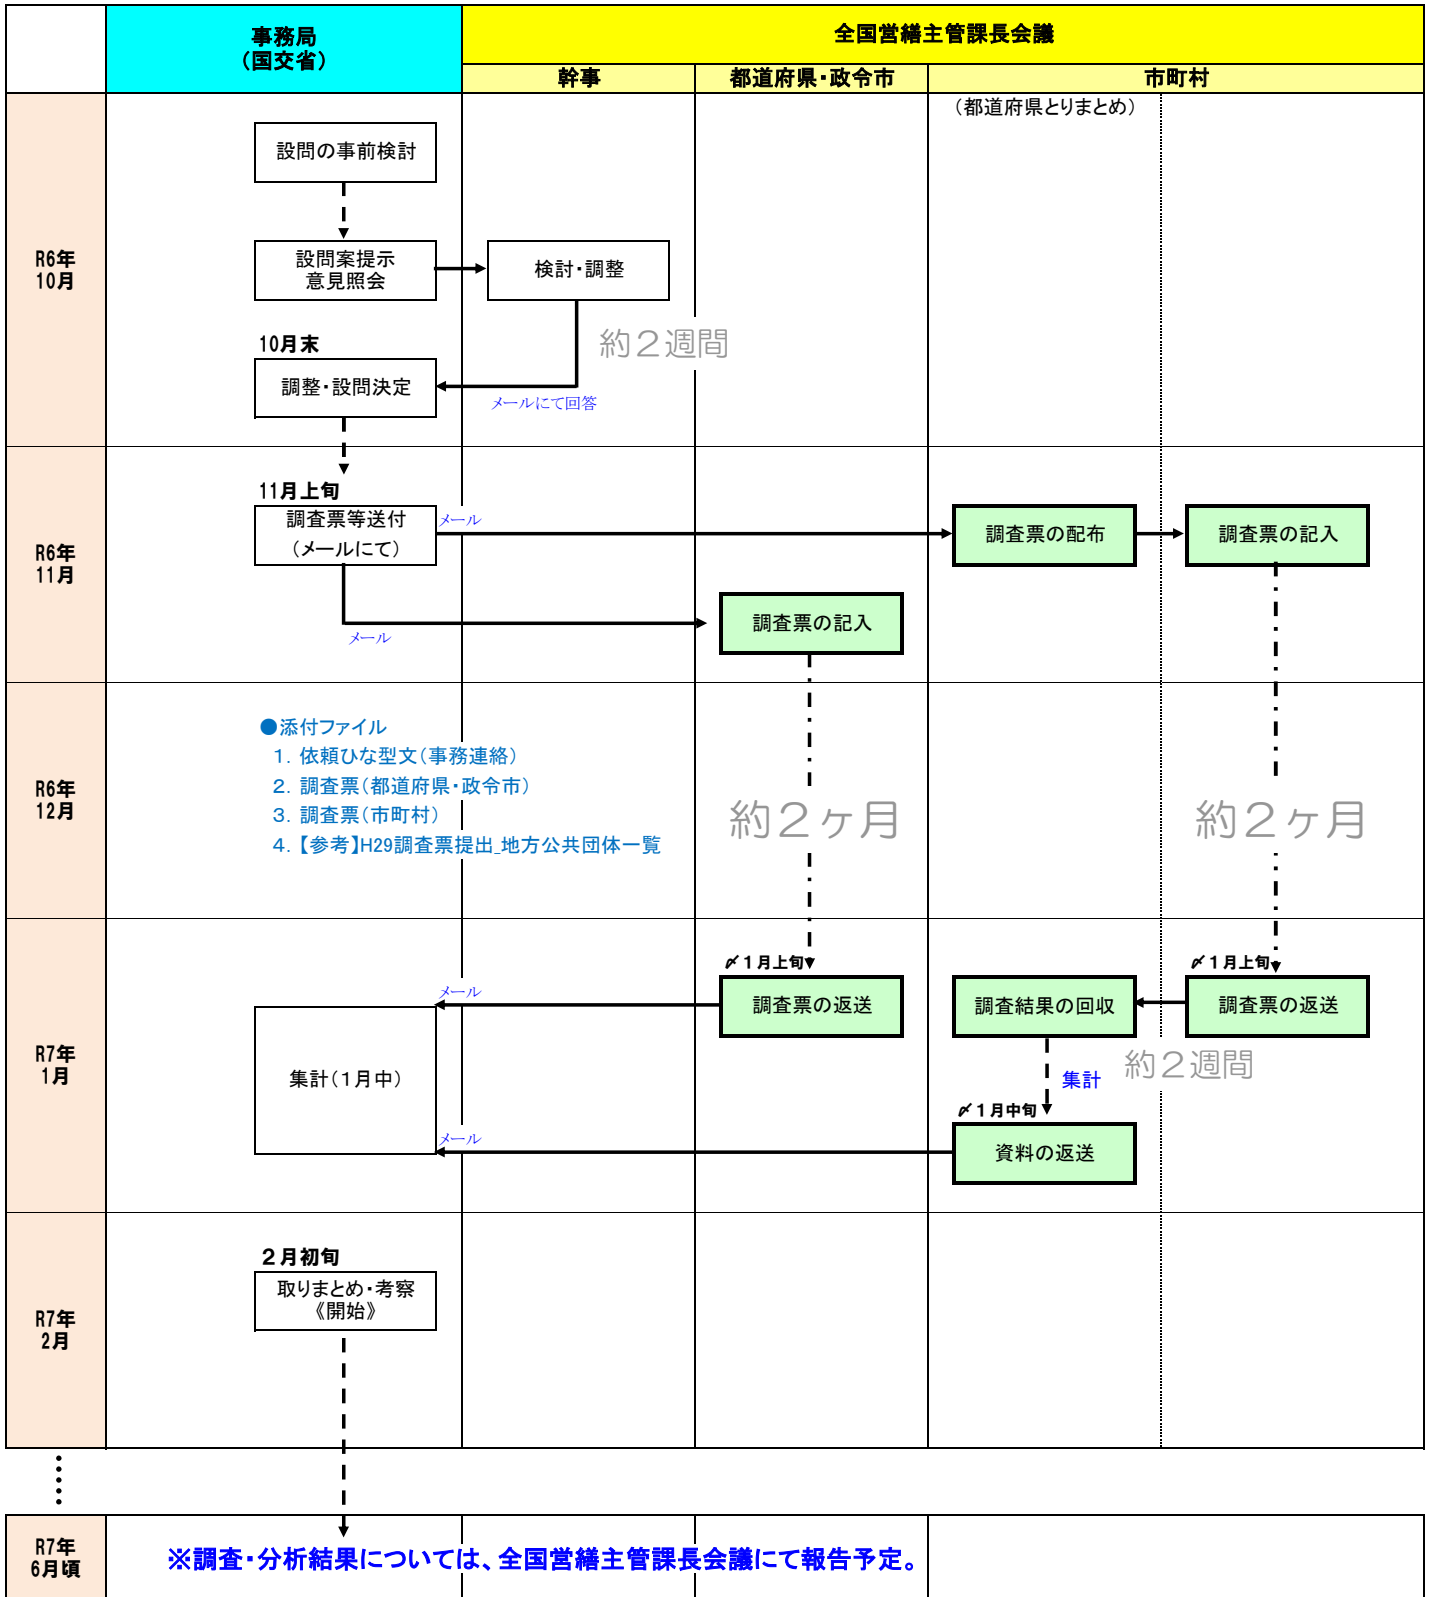 事務局
（国交省）
全国営繕主管課長会議
幹事
都道府県・政令市
市町村
（都道府県とりまとめ）
R6年
10月
設問の事前検討
設問案提示
意見照会
検討・調整
約２週間
10月末
調整・設問決定
メールにて回答
R6年
11月
11月上旬
調査票等送付
（メールにて）
メール
調査票の配布
調査票の記入
調査票の記入
メール
R6年
12月
●添付ファイル
１．依頼ひな型文（事務連絡）
２．調査票（都道府県・政令市）
３．調査票（市町村）
４．【参考】H29調査票提出_地方公共団体一覧
約２ヶ月
約２ヶ月
R7年
1月
〆１月上旬
〆１月上旬
メール
調査票の返送
調査結果の回収
調査票の返送
集計（１月中）
集計
約２週間
〆１月中旬
メール
資料の返送
R7年
2月
２月初旬
取りまとめ・考察
《開始》
R7年
6月頃
※調査・分析結果については、全国営繕主管課長会議にて報告予定。